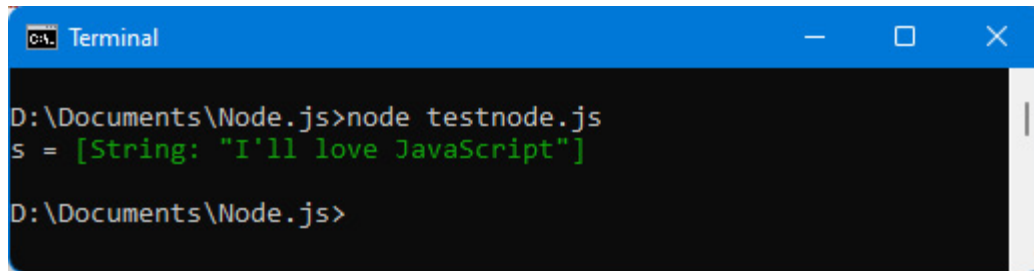 Terminal
D:\Documents\Node.js>node testnode.js
s = [String: "I'll love JavaScript"]
D:\Documents\Node.js>